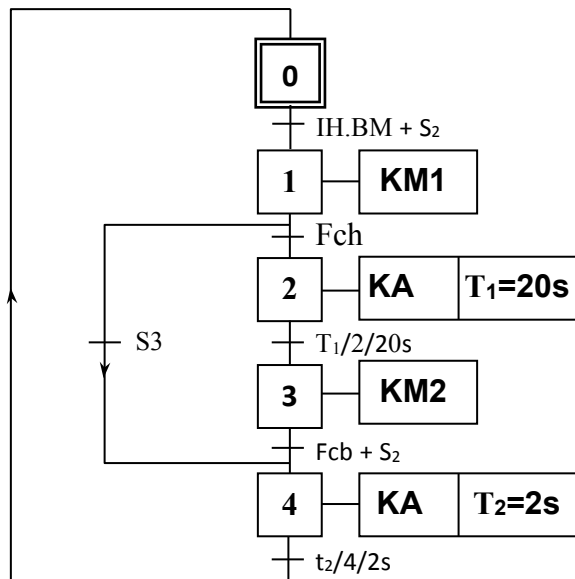 0
IH.BM + S₂
1 KM1
Fch
2 KA T₁=20s
S3 T₁/2/20s
3 KM2
Fcb + S₂
4 KA T₂=2s
t₂/4/2s